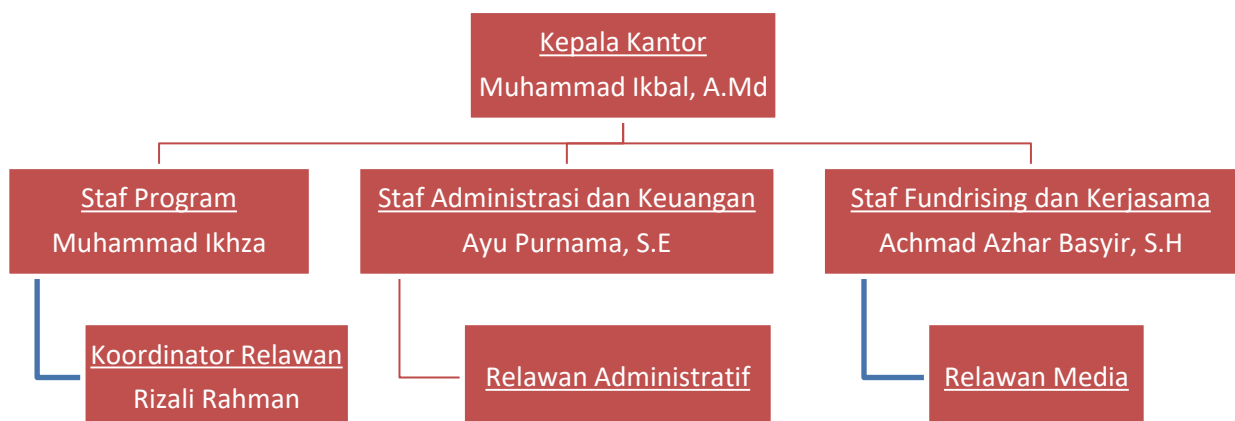 Kepala Kantor
Muhammad Ikbal, A.Md
Staf Program
Muhammad Ikhza
Staf Administrasi dan Keuangan
Ayu Purnama, S.E
Staf Fundrising dan Kerjasama
Achmad Azhar Basyir, S.H
Koordinator Relawan
Rizali Rahman
Relawan Administratif
Relawan Media